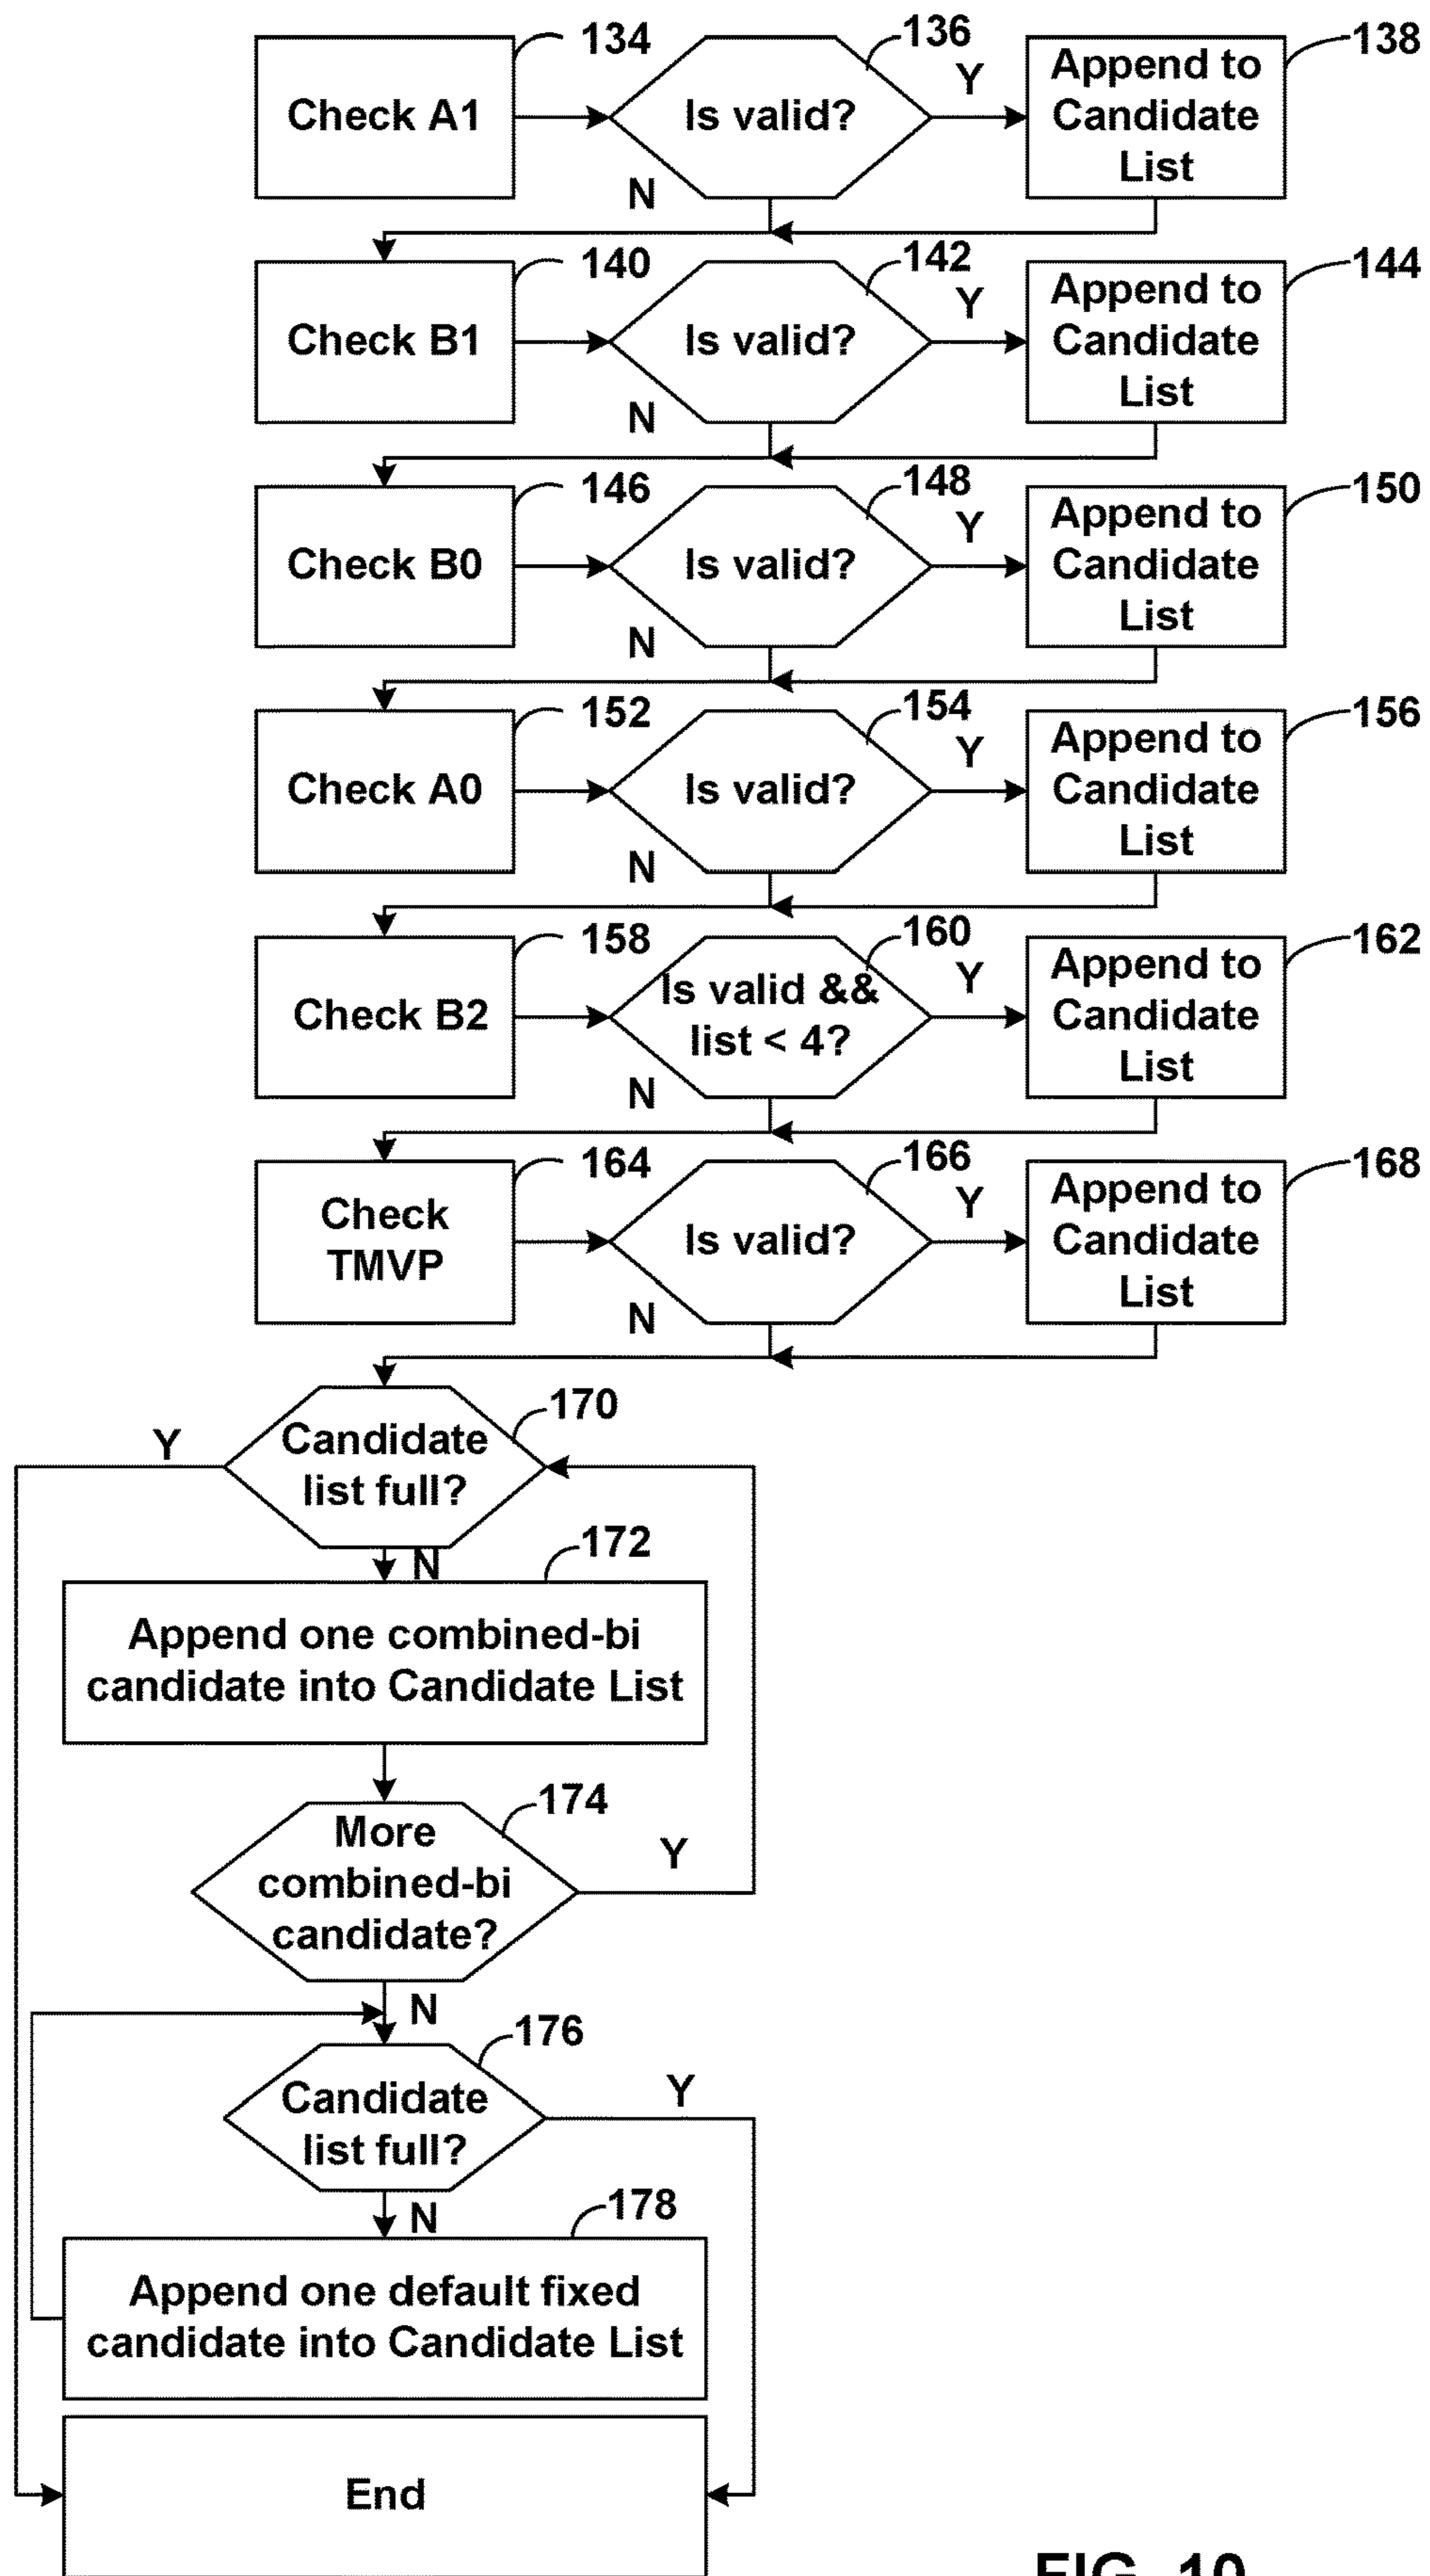 134
136
138
Check A1
Is valid?
Y
Append to
Candidate
List
N
140
142
144
Check B1
Is valid?
Y
Append to
Candidate
List
N
146
148
150
Check B0
Is valid?
Y
Append to
Candidate
List
N
152
154
156
Check A0
Is valid?
Y
Append to
Candidate
List
N
158
160
162
Check B2
Is valid &&
list < 4?
Y
Append to
Candidate
List
N
164
166
168
Check
TMVP
Is valid?
Y
Append to
Candidate
List
N
170
Y
Candidate
list full?
N
172
Append one combined-bi
candidate into Candidate List
174
More
combined-bi
candidate?
Y
N
176
Candidate
list full?
Y
N
178
Append one default fixed
candidate into Candidate List
End
FIG. 10